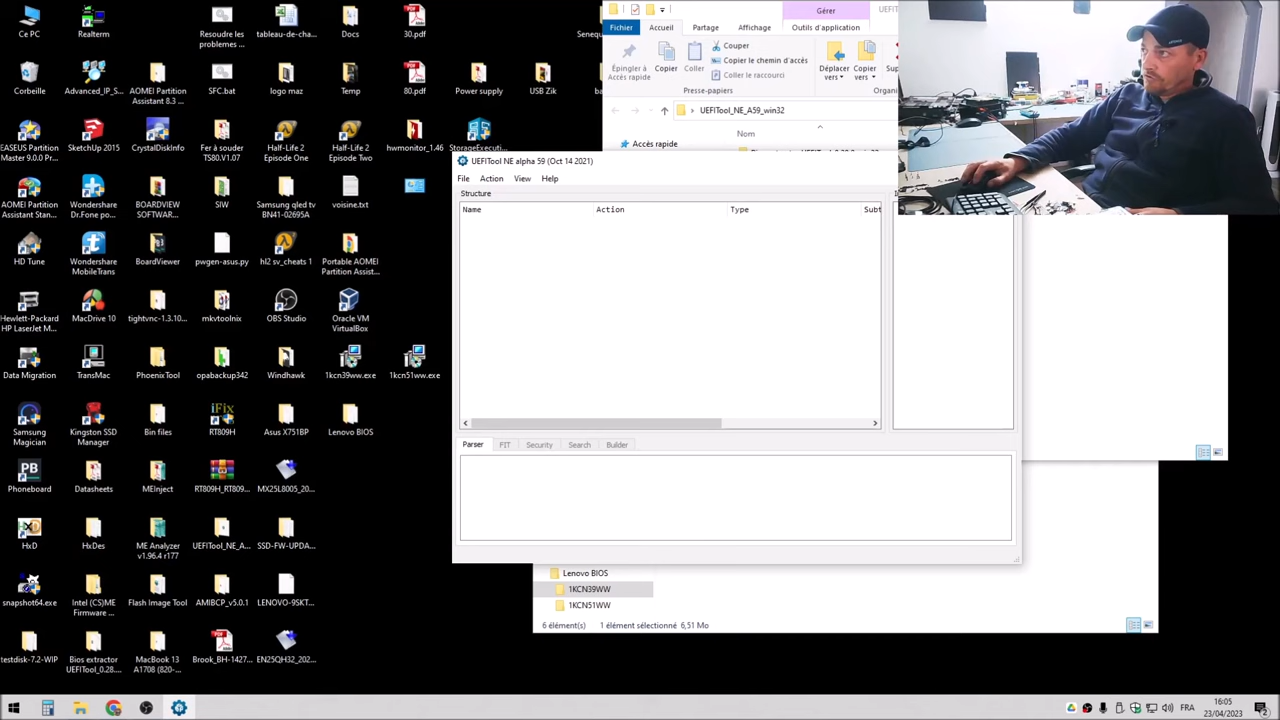 Ce PC
Realterm
Resoudre les
problemes ...
tableau-de-cha...
Docs
30.pdf
Corbeille
Advanced_IP_S...
AOMEI Partition
Assistant 8.3 ...
SFC.bat
logo maz
Temp
80.pdf
Power supply
USB Zik
EASEUS Partition
Master 9.0.0 Pr...
SketchUp 2015
CrystalDiskInfo
Fer à souder
TS80.V1.07
Half-Life 2
Episode One
Half-Life 2
Episode Two
hwmonitor_1.46
StorageExecuti...
AOMEI Partition
Assistant Stan...
Wondershare
Dr.Fone po...
BOARDVIEW
SOFTWAR...
SIW
Samsung qled tv
BN41-02695A
voisine.txt
HD Tune
Wondershare
MobileTrans
BoardViewer
pwgen-asus.py
hl2 sv_cheats 1
Portable AOMEI
Partition Assist...
Hewlett-Packard
HP LaserJet M...
MacDrive 10
tightvnc-1.3.10...
mkvtoolnix
OBS Studio
Oracle VM
VirtualBox
Data Migration
TransMac
PhoenixTool
opabackup342
Windhawk
1kcn39ww.exe
1kcn51ww.exe
Samsung
Magician
Kingston SSD
Manager
Bin files
RT809H
Asus X751BP
Lenovo BIOS
Phoneboard
Datasheets
MEInject
RT809H_RT809...
MX25L8005_20...
HxD
HxDes
ME Analyzer
v1.96.4 r177
UEFITool_NE_A...
SSD-FW-UPDA...
snapshot64.exe
Intel (CS)ME
Firmware ...
Flash Image Tool
AMIBCP_v5.0.1
LENOVO-9SKT...
testdisk-7.2-WIP
Bios extractor
UEFITool_0.28....
MacBook 13
A1708 (820-...
Brook_BH-1427...
EN25QH32_202...
Gérer
Fichier
Accueil
Partage
Affichage
Outils d'application
Épingler à
Accès rapide
Copier
Coller
Couper
Copier le chemin d'accès
Coller le raccourci
Déplacer
vers
Copier
vers
Presse-papiers
UEFITool_NE_A59_win32
Nom
Accès rapide
UEFITool NE alpha 59 (Oct 14 2021)
File
Action
View
Help
Structure
Name
Action
Type
Subt
Parser
FIT
Security
Search
Builder
Lenovo BIOS
1KCN39WW
1KCN51WW
6 élément(s)
1 élément sélectionné 6,51 Mo
FRA
16:05
23/04/2023
2